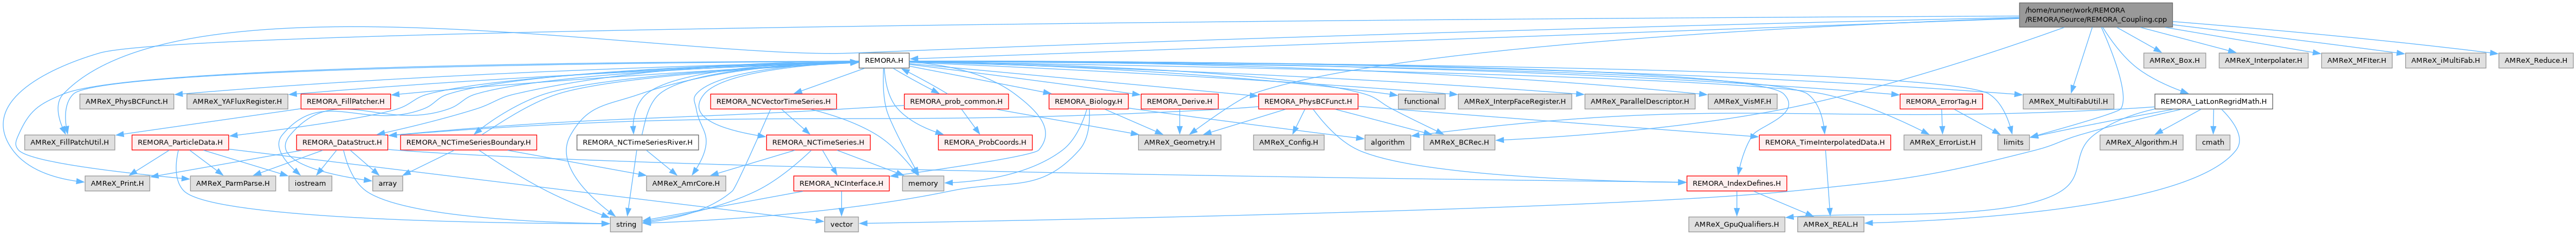 /home/runner/work/REMORA
/REMORA/Source/REMORA_Coupling.cpp
REMORA.H
AMReX_Box.H
AMReX_Interpolater.H
AMReX_MFIter.H
AMReX_iMultiFab.H
AMReX_Reduce.H
AMReX_PhysBCFunct.H
AMReX_YAFluxRegister.H
REMORA_FillPatcher.H
REMORA_NCVectorTimeSeries.H
REMORA_prob_common.H
REMORA_Biology.H
REMORA_Derive.H
REMORA_PhysBCFunct.H
functional
AMReX_InterpFaceRegister.H
AMReX_ParallelDescriptor.H
AMReX_VisMF.H
REMORA_ErrorTag.H
AMReX_MultiFabUtil.H
REMORA_LatLonRegridMath.H
AMReX_FillPatchUtil.H
REMORA_ParticleData.H
REMORA_DataStruct.H
REMORA_NCTimeSeriesBoundary.H
REMORA_NCTimeSeriesRiver.H
REMORA_NCTimeSeries.H
REMORA_ProbCoords.H
AMReX_Geometry.H
AMReX_Config.H
algorithm
AMReX_BCRec.H
REMORA_TimeInterpolatedData.H
AMReX_ErrorList.H
limits
AMReX_Algorithm.H
cmath
AMReX_Print.H
AMReX_ParmParse.H
iostream
array
AMReX_AmrCore.H
REMORA_NCInterface.H
memory
REMORA_IndexDefines.H
string
vector
AMReX_GpuQualifiers.H
AMReX_REAL.H